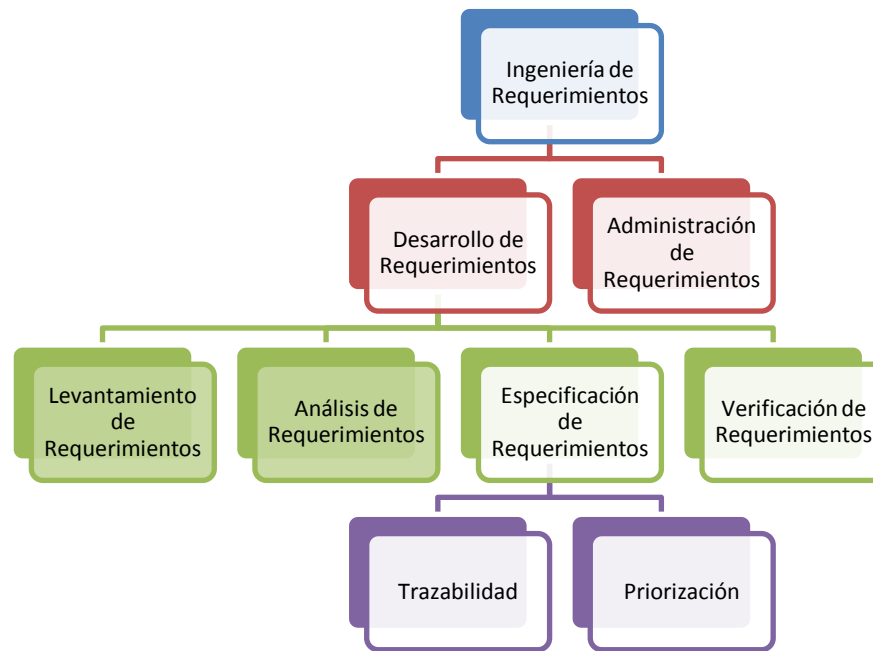 Ingeniería de
Requerimientos
Desarrollo de
Requerimientos
Administración
de
Requerimientos
Levantamiento
de
Requerimientos
Análisis de
Requerimientos
Especificación
de
Requerimientos
Verificación de
Requerimientos
Trazabilidad
Priorización